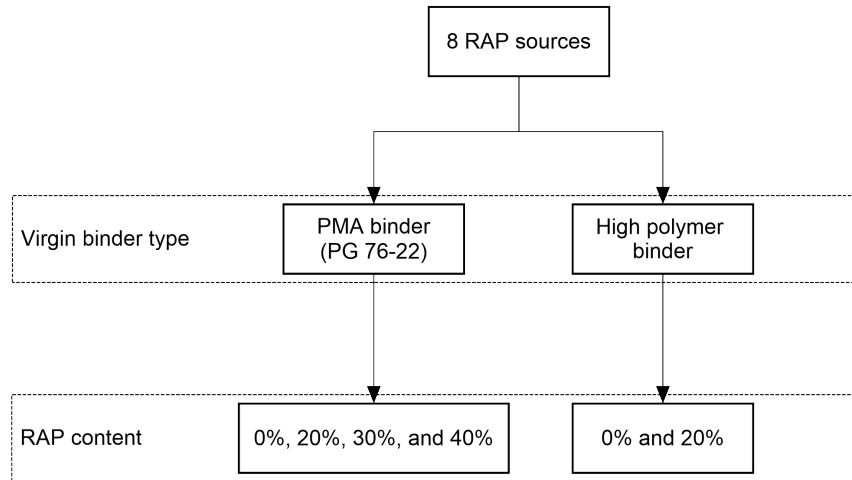 8 RAP sources
Virgin binder type
PMA binder
(PG 76-22)
High polymer
binder
RAP content
0%, 20%, 30%, and 40%
0% and 20%